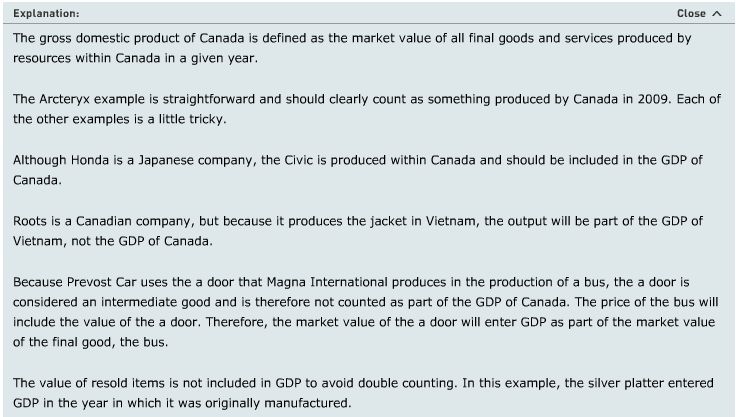 Explanation:
Close
The gross domestic product of Canada is defined as the market value of all final goods and services produced by
resources within Canada in a given year.
The Arcteryx example is straightforward and should clearly count as something produced by Canada in 2009. Each of
the other examples is a little tricky.
Although Honda is a Japanese company, the Civic is produced within Canada and should be included in the GDP of
Canada.
Roots is a Canadian company, but because it produces the jacket in Vietnam, the output will be part of the GDP of
Vietnam, not the GDP of Canada.
Because Prevost Car uses the a door that Magna International produces in the production of a bus, the a door is
considered an intermediate good and is therefore not counted as part of the GDP of Canada. The price of the bus will
include the value of the a door. Therefore, the market value of the a door will enter GDP as part of the market value
of the final good, the bus.
The value of resold items is not included in GDP to avoid double counting. In this example, the silver platter entered
GDP in the year in which it was originally manufactured.